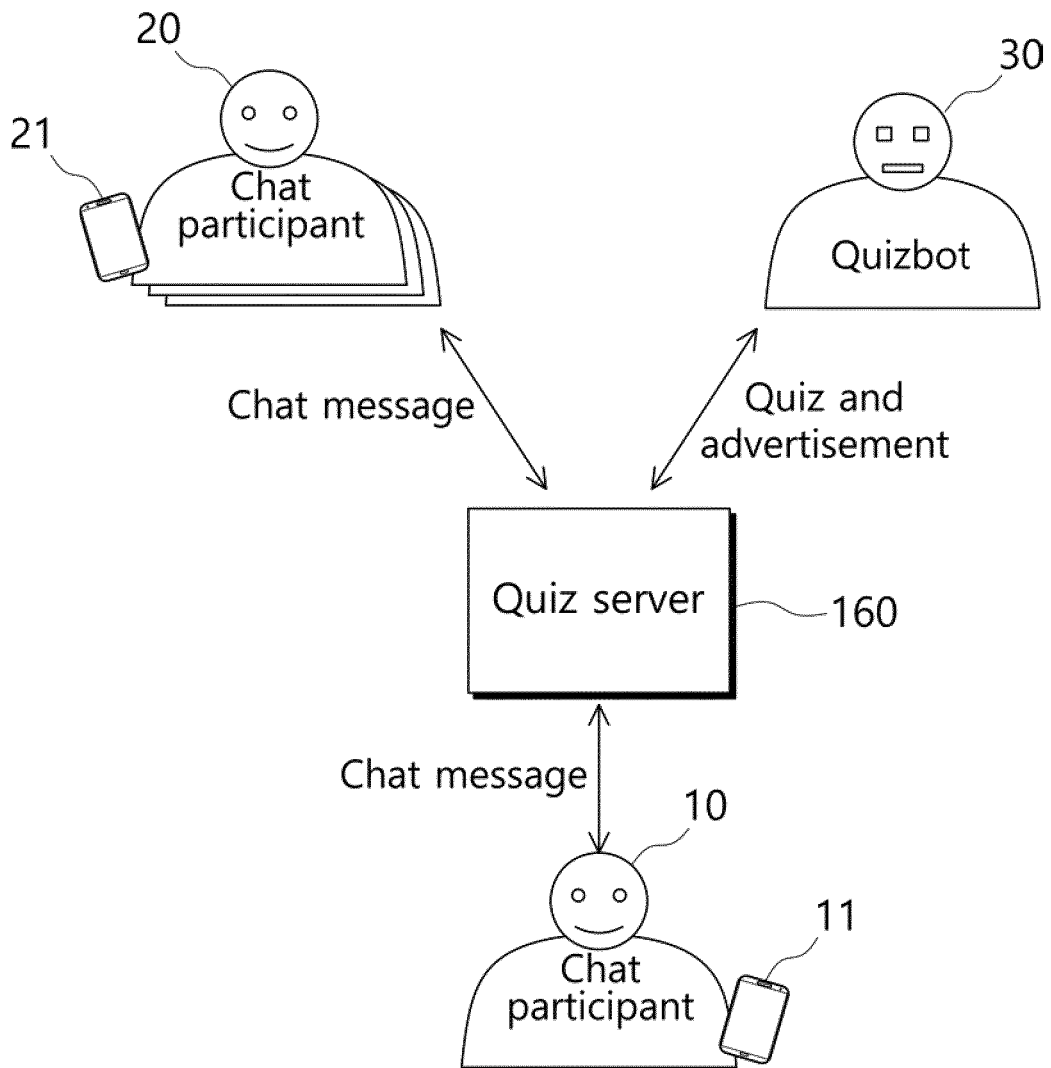 20
30
21
Chat
participant
Quizbot
Chat message
Quiz and
advertisement
Quiz server
160
Chat message
10
11
Chat
participant